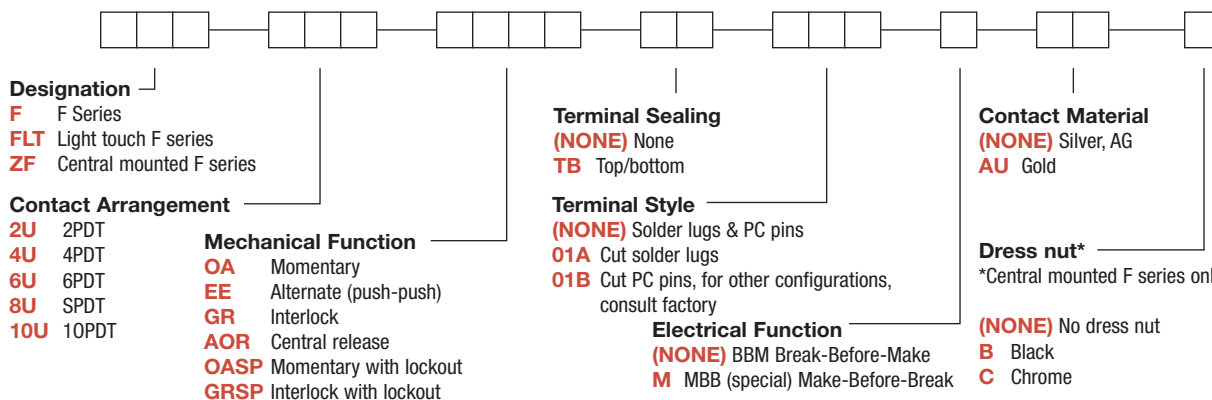 Designation
F F Series
FLT Light touch F series
ZF Central mounted F series
Contact Arrangement
2U 2PDT
4U 4PDT
6U 6PDT
8U SPDT
10U 10PDT
Mechanical Function
OA Momentary
EE Alternate (push-push)
GR Interlock
AOR Central release
OASP Momentary with lockout
GRSP Interlock with lockout
Terminal Sealing
(NONE) None
TB Top/bottom
Terminal Style
(NONE) Solder lugs & PC pins
01A Cut solder lugs
01B Cut PC pins, for other configurations,
consult factory
Electrical Function
(NONE) BBM Break-Before-Make
M MBB (special) Make-Before-Break
Contact Material
(NONE) Silver, AG
AU Gold
Dress nut*
*Central mounted F series onl
(NONE) No dress nut
B Black
C Chrome